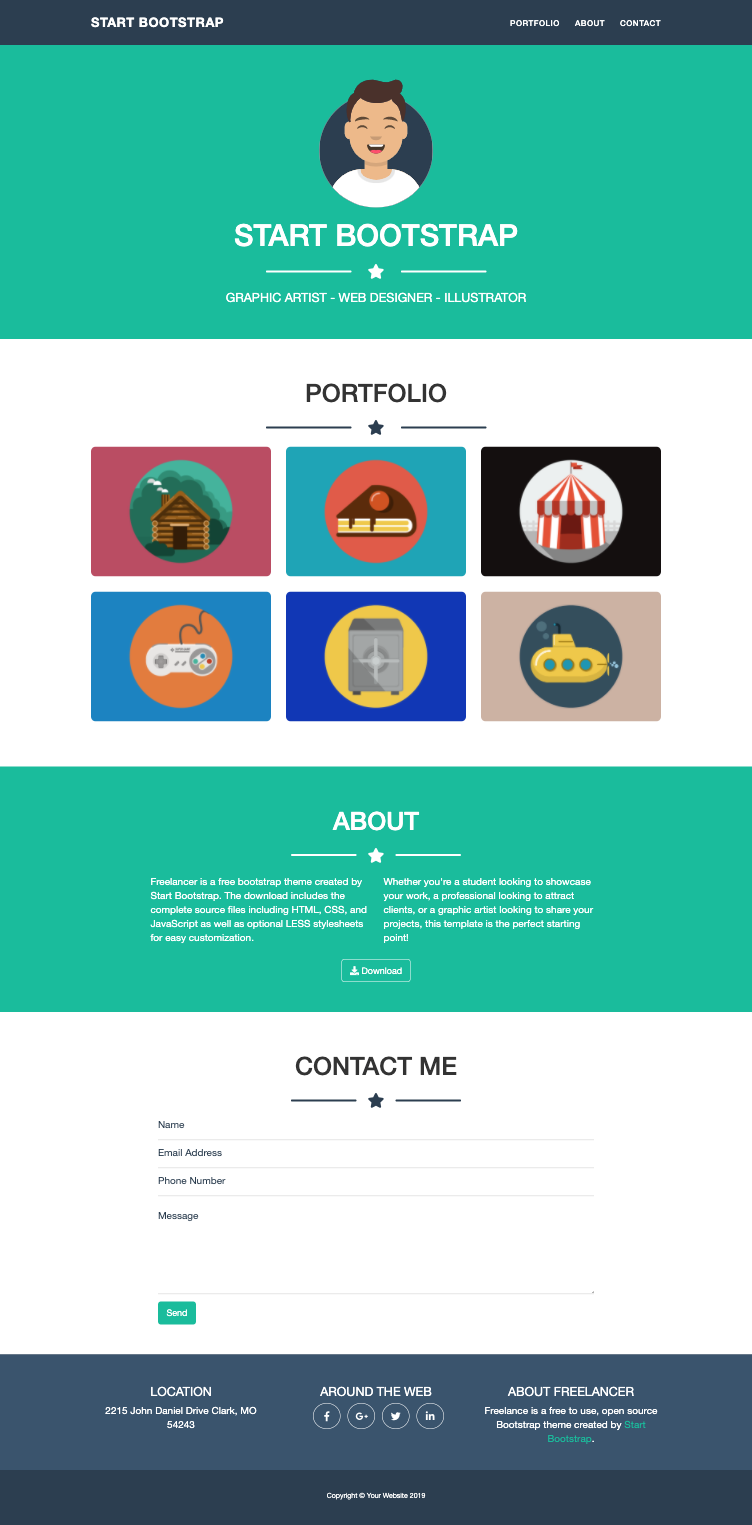 START BOOTSTRAP
PORTFOLIO
ABOUT
CONTACT
START BOOTSTRAP
GRAPHIC ARTIST - WEB DESIGNER - ILLUSTRATOR
PORTFOLIO
ABOUT
Freelancer is a free bootstrap theme created by
Start Bootstrap. The download includes the
complete source files including HTML, CSS, and
JavaScript as well as optional LESS stylesheets
for easy customization.
Whether you're a student looking to showcase
your work, a professional looking to attract
clients, or a graphic artist looking to share your
projects, this template is the perfect starting
point!
Download
CONTACT ME
Name
Email Address
Phone Number
Message
Send
LOCATION
2215 John Daniel Drive Clark, MO
54243
AROUND THE WEB
f
G+
in
ABOUT FREELANCER
Freelance is a free to use, open source
Bootstrap theme created by Start
Bootstrap.
Copyright © Your Website 2019